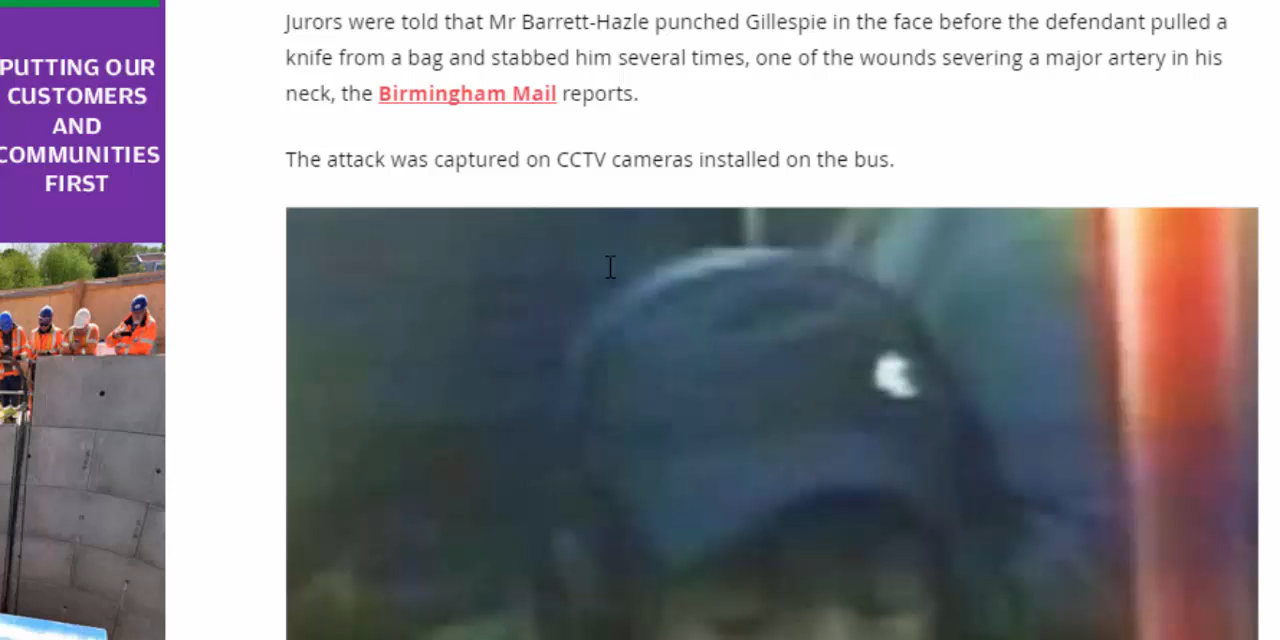 PUTTING OUR
CUSTOMERS
AND
COMMUNITIES
FIRST
Jurors were told that Mr Barrett-Hazle punched Gillespie in the face before the defendant pulled a
knife from a bag and stabbed him several times, one of the wounds severing a major artery in his
neck, the Birmingham Mail reports.
The attack was captured on CCTV cameras installed on the bus.